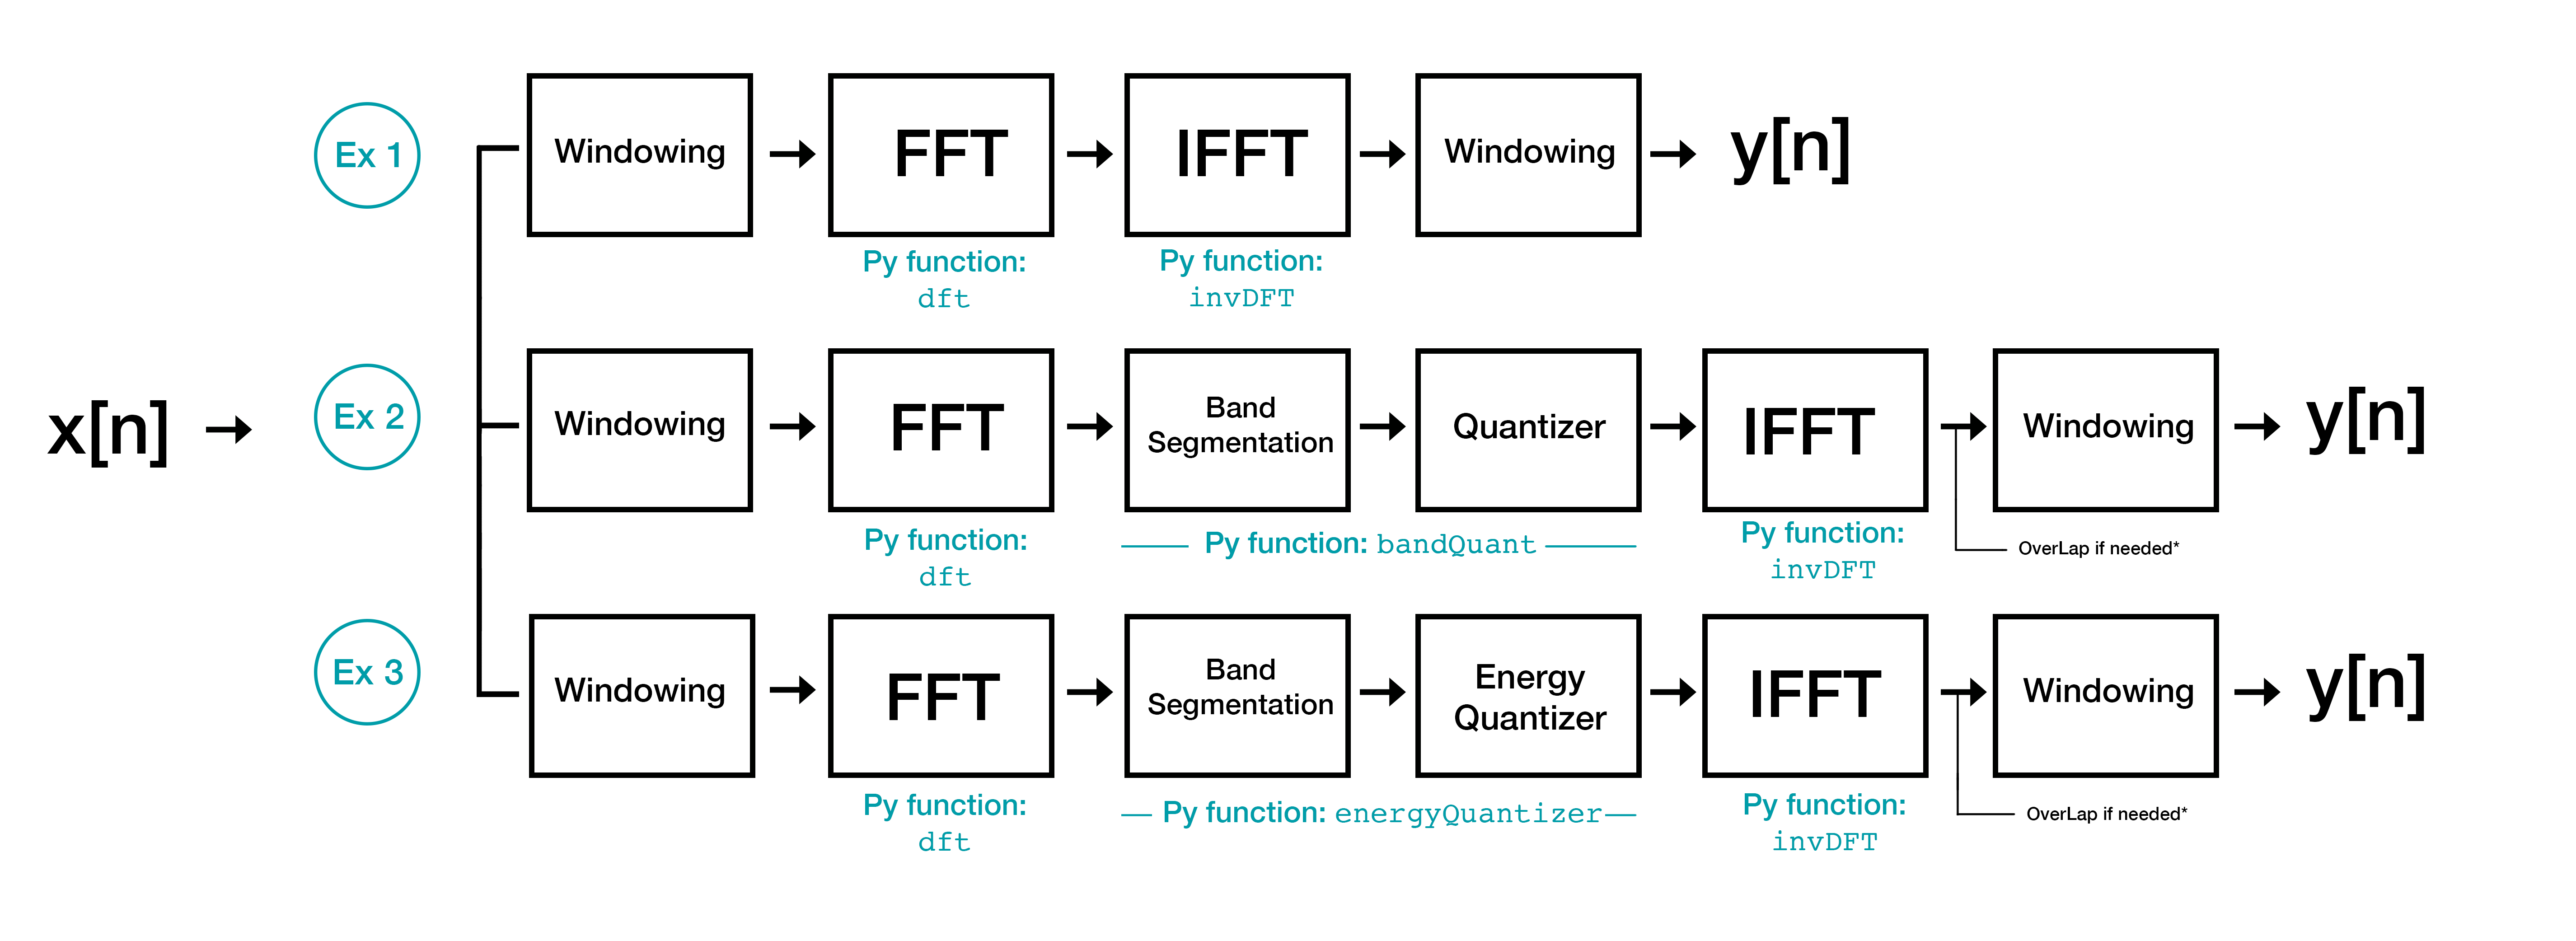 x[n]
Ex 1
Windowing
FFT
Py function:
dft
IFFT
Py function:
invDFT
Windowing
y[n]
Ex 2
Windowing
FFT
Py function:
dft
Band
Segmentation
Quantizer
Py function: bandQuant
IFFT
Py function:
invDFT
OverLap if needed*
Windowing
y[n]
Ex 3
Windowing
FFT
Py function:
dft
Band
Segmentation
Energy
Quantizer
Py function: energyQuantizer
IFFT
Py function:
invDFT
OverLap if needed*
Windowing
y[n]